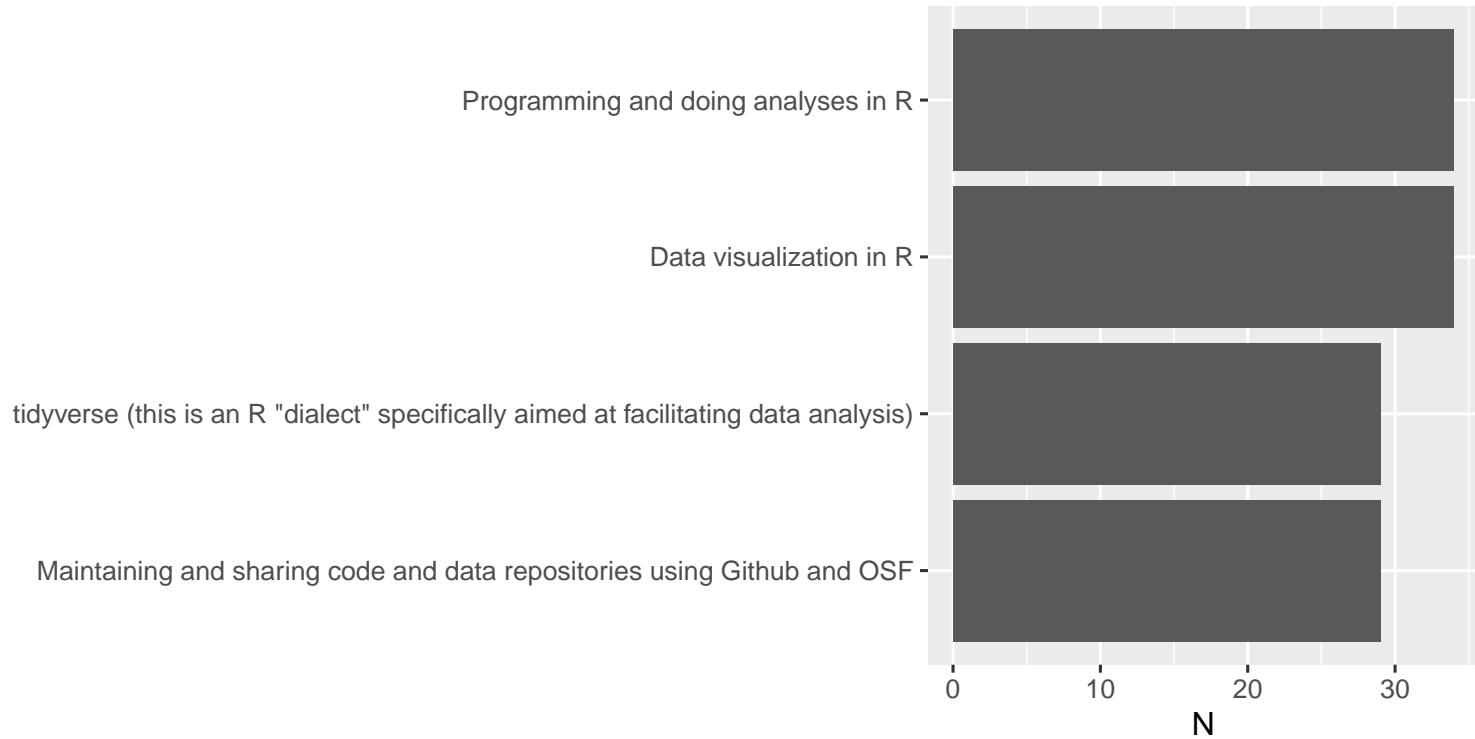 Programming and doing analyses in R
Data visualization in R
tidyverse (this is an R "dialect" specifically aimed at facilitating data analysis)
Maintaining and sharing code and data repositories using Github and OSF
0 10 20 30
N